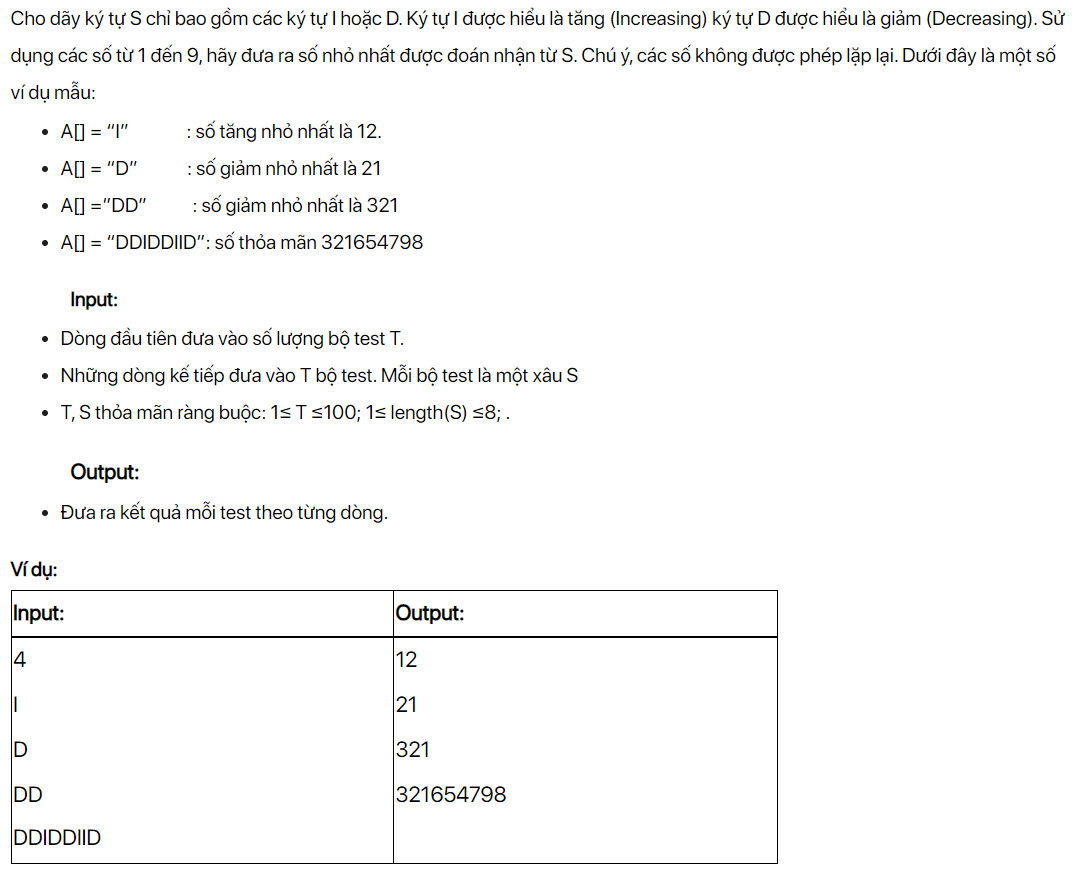 Cho dãy ký tự S chỉ bao gồm các ký tự I hoặc D. Ký tự I được hiểu là tăng (Increasing) ký tự D được hiểu là giảm (Decreasing). Sử
dụng các số từ 1 đến 9, hãy đưa ra số nhỏ nhất được đoán nhận từ S. Chú ý, các số không được phép lặp lại. Dưới đây là một số
ví dụ mẫu:
• A[] = "I" : số tăng nhỏ nhất là 12.
• A[] = "D" : số giảm nhỏ nhất là 21
• A[] ="DD" : số giảm nhỏ nhất là 321
• A[] = "DDIDDIID": số thỏa mãn 321654798
Input:
• Dòng đầu tiên đưa vào số lượng bộ test T.
• Những dòng kế tiếp đưa vào T bộ test. Mỗi bộ test là một xâu S
• T, S thỏa mãn ràng buộc: 1≤ T ≤100; 1≤ length(S) ≤8; .
Output:
• Đưa ra kết quả mỗi test theo từng dòng.
Ví dụ:
Input: Output:
4 12
I 21
D 321
DD 321654798
DDIDDIID